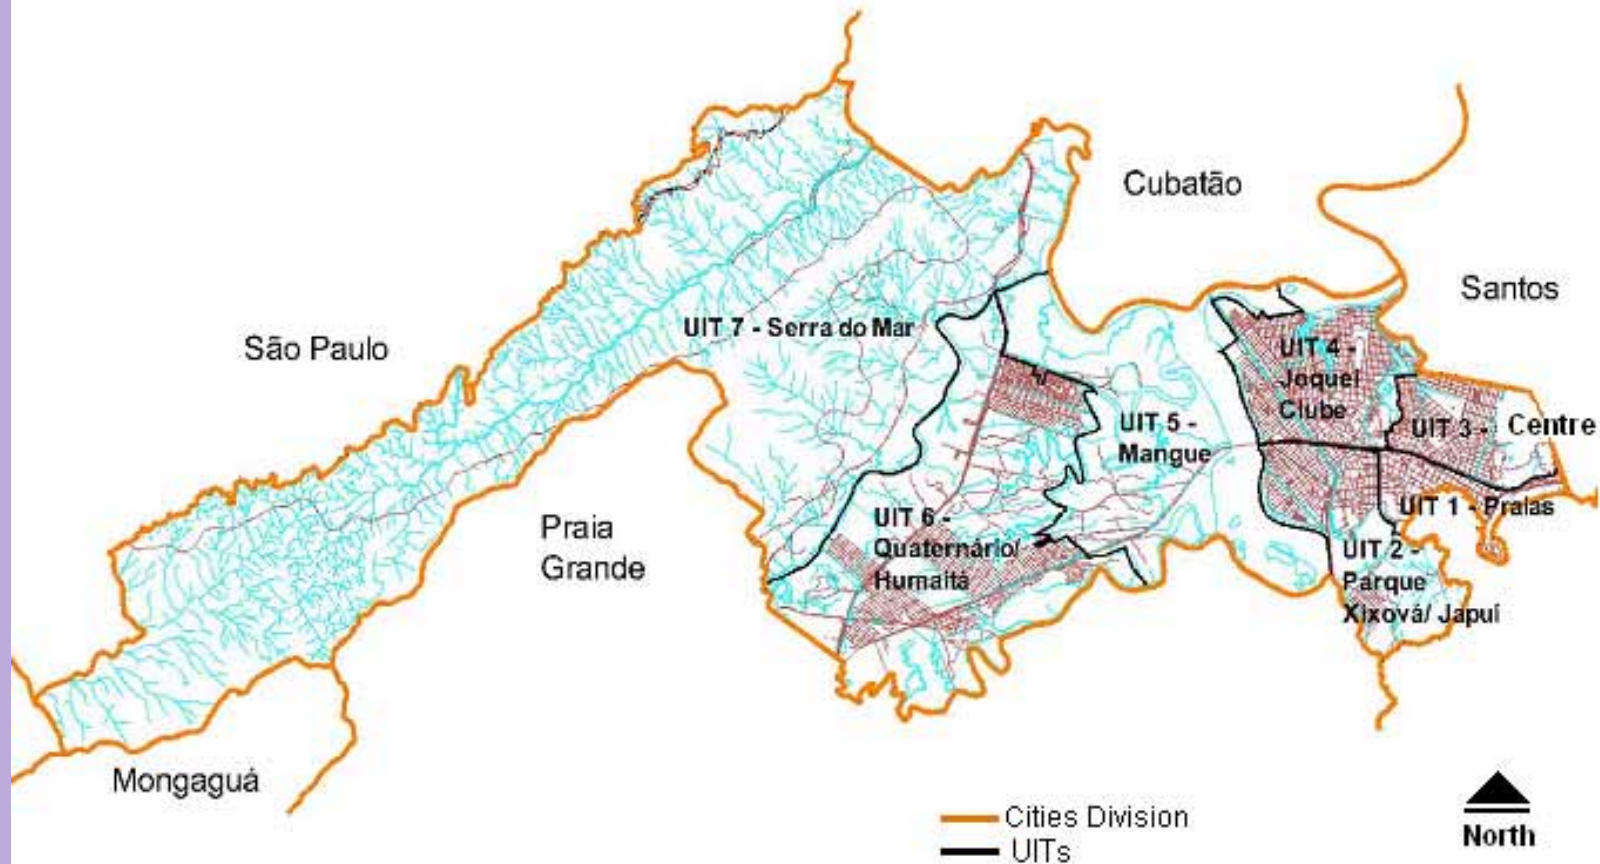 Cubatão
Santos
São Paulo
UIT 7 - Serra do Mar
UIT 4 -
Joquei
Clube
UIT 3 - Centre
UIT 5 -
Mangue
UIT 1 - Praias
UIT 6 -
Quaternário/
Humaitá
Praia
Grande
UIT 2 -
Parque
Xixová/ Japuí
Mongaguá
Cities Division
UITs
North